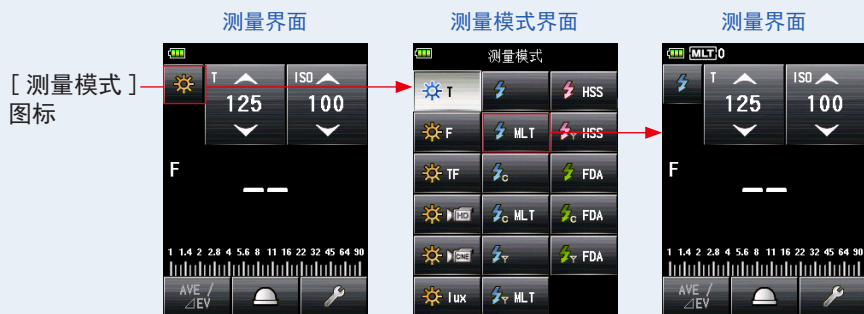 测量界面
测量模式界面
测量界面
[ 测量模式 ]
图标
T
125
ISO
100
F
1 1.4 2 2.8 4 5.6 8 11 16 22 32 45 64 90
AVE /
⊿EV
测量模式
T
HSS
F
MLT
HSS
TF
C
FDA
HD
C MLT
C FDA
CINE
FDA
lux
MLT
MLT 0
T
125
ISO
100
F
1 1.4 2 2.8 4 5.6 8 11 16 22 32 45 64 90
AVE /
⊿EV